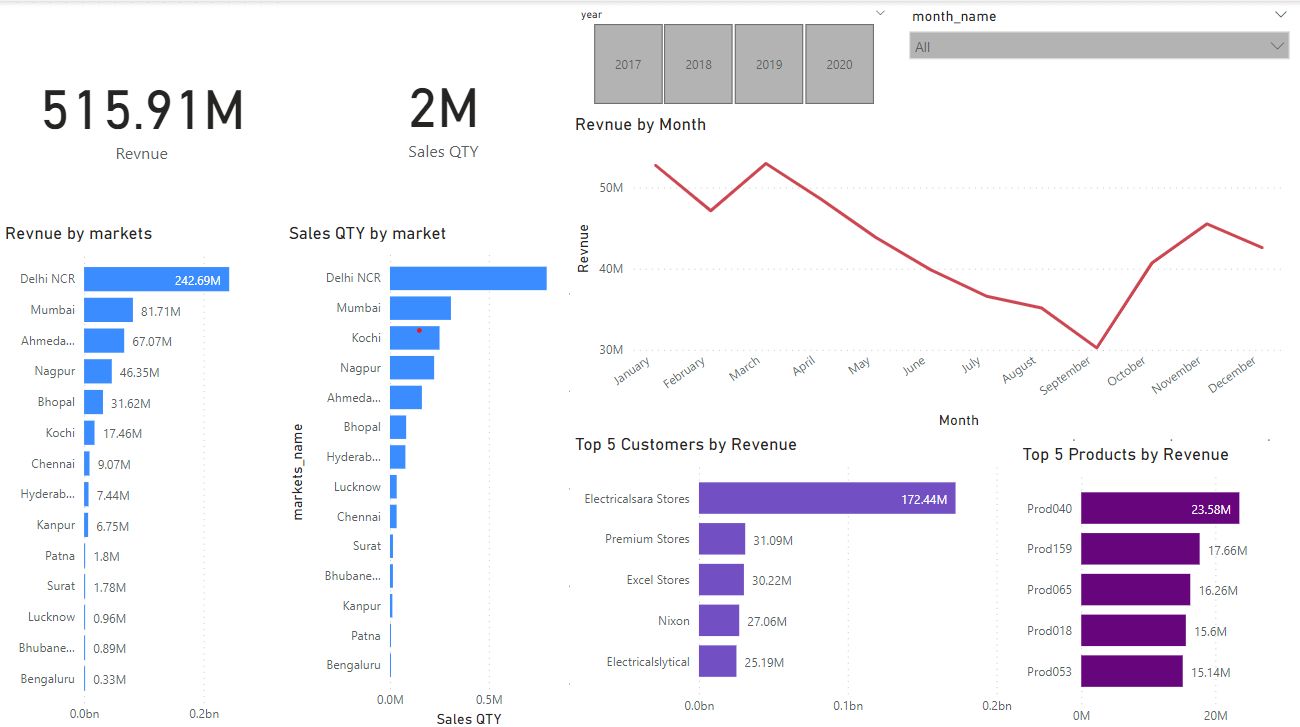 year
2017 2018 2019 2020
month_name
All
515.91M
Revnue
2M
Sales QTY
Revnue by Month
Revnue
50M
40M
30M
January February March April May June July August September October November December
Month
Revnue by markets
Delhi NCR 242.69M
Mumbai 81.71M
Ahmeda... 67.07M
Nagpur 46.35M
Bhopal 31.62M
Kochi 17.46M
Chennai 9.07M
Hyderab... 7.44M
Kanpur 6.75M
Patna 1.8M
Surat 1.78M
Lucknow 0.96M
Bhubane... 0.89M
Bengaluru 0.33M
0.0bn 0.2bn
Sales QTY by market
markets_name
Delhi NCR
Mumbai
Kochi
Nagpur
Ahmeda...
Bhopal
Hyderab...
Lucknow
Chennai
Surat
Bhubane...
Kanpur
Patna
Bengaluru
0.0M 0.5M
Sales QTY
Top 5 Customers by Revenue
Electricalsara Stores 172.44M
Premium Stores 31.09M
Excel Stores 30.22M
Nixon 27.06M
Electricalslytical 25.19M
0.0bn 0.1bn 0.2bn
Top 5 Products by Revenue
Prod040 23.58M
Prod159 17.66M
Prod065 16.26M
Prod018 15.6M
Prod053 15.14M
0M 20M